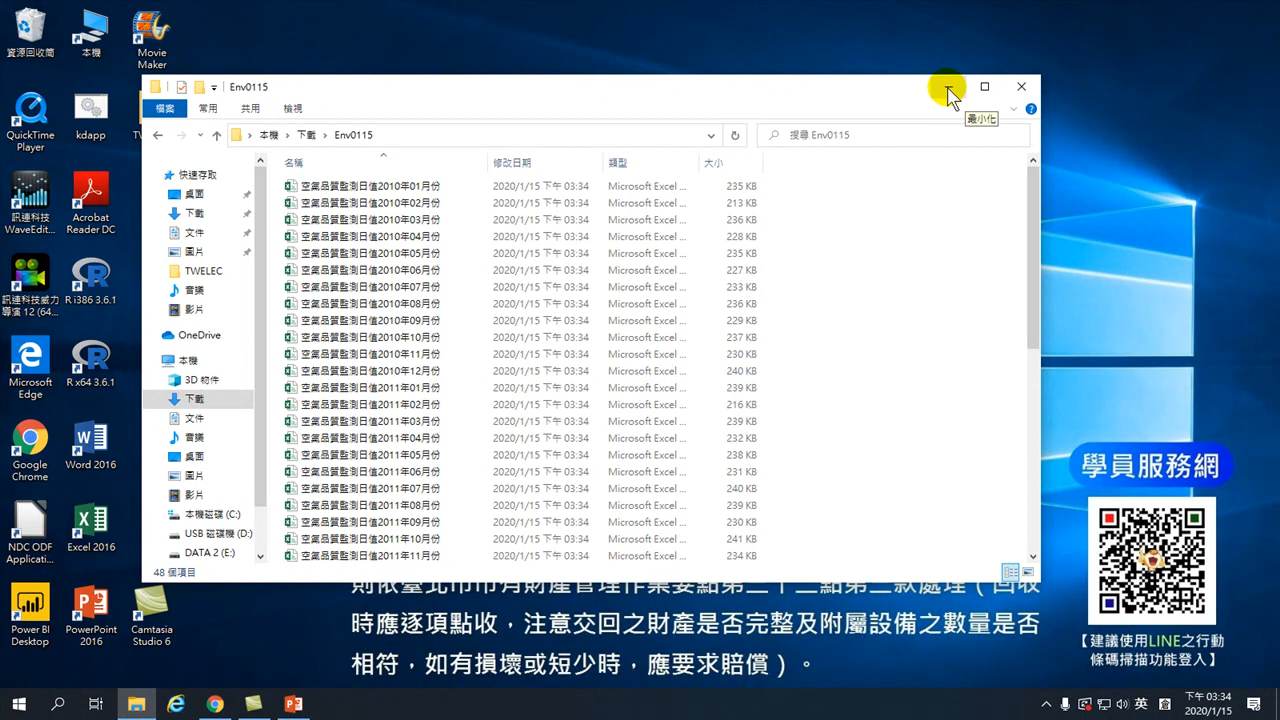 資源回收筒
本機
Movie
Maker
QuickTime
Player
kdapp
訊連科技
WaveEdit...
Acrobat
Reader DC
訊連科技威力
導演 12 (64...
R i386 3.6.1
Microsoft
Edge
R x64 3.6.1
Google
Chrome
Word 2016
NDC ODF
Applicatio...
Excel 2016
Power BI
Desktop
PowerPoint
2016
Camtasia
Studio 6
Env0115
檔案 常用 共用 檢視
最小化
本機 › 下載 › Env0115
搜尋 Env0115
快速存取
桌面
下載
文件
圖片
TWELEC
音樂
影片
OneDrive
本機
3D 物件
下載
文件
音樂
桌面
圖片
影片
本機磁碟 (C:)
USB 磁碟機 (D:)
DATA 2 (E:)
名稱 修改日期 類型 大小
空氣品質監測日值2010年01月份 2020/1/15 下午 03:34 Microsoft Excel ... 235 KB
空氣品質監測日值2010年02月份 2020/1/15 下午 03:34 Microsoft Excel ... 213 KB
空氣品質監測日值2010年03月份 2020/1/15 下午 03:34 Microsoft Excel ... 236 KB
空氣品質監測日值2010年04月份 2020/1/15 下午 03:34 Microsoft Excel ... 228 KB
空氣品質監測日值2010年05月份 2020/1/15 下午 03:34 Microsoft Excel ... 235 KB
空氣品質監測日值2010年06月份 2020/1/15 下午 03:34 Microsoft Excel ... 227 KB
空氣品質監測日值2010年07月份 2020/1/15 下午 03:34 Microsoft Excel ... 233 KB
空氣品質監測日值2010年08月份 2020/1/15 下午 03:34 Microsoft Excel ... 236 KB
空氣品質監測日值2010年09月份 2020/1/15 下午 03:34 Microsoft Excel ... 229 KB
空氣品質監測日值2010年10月份 2020/1/15 下午 03:34 Microsoft Excel ... 237 KB
空氣品質監測日值2010年11月份 2020/1/15 下午 03:34 Microsoft Excel ... 230 KB
空氣品質監測日值2010年12月份 2020/1/15 下午 03:34 Microsoft Excel ... 240 KB
空氣品質監測日值2011年01月份 2020/1/15 下午 03:34 Microsoft Excel ... 239 KB
空氣品質監測日值2011年02月份 2020/1/15 下午 03:34 Microsoft Excel ... 216 KB
空氣品質監測日值2011年03月份 2020/1/15 下午 03:34 Microsoft Excel ... 239 KB
空氣品質監測日值2011年04月份 2020/1/15 下午 03:34 Microsoft Excel ... 232 KB
空氣品質監測日值2011年05月份 2020/1/15 下午 03:34 Microsoft Excel ... 238 KB
空氣品質監測日值2011年06月份 2020/1/15 下午 03:34 Microsoft Excel ... 231 KB
空氣品質監測日值2011年07月份 2020/1/15 下午 03:34 Microsoft Excel ... 240 KB
空氣品質監測日值2011年08月份 2020/1/15 下午 03:34 Microsoft Excel ... 239 KB
空氣品質監測日值2011年09月份 2020/1/15 下午 03:34 Microsoft Excel ... 230 KB
空氣品質監測日值2011年10月份 2020/1/15 下午 03:34 Microsoft Excel ... 241 KB
空氣品質監測日值2011年11月份 2020/1/15 下午 03:34 Microsoft Excel ... 234 KB
48 個項目
時應逐項點收，注意交回之財產是否完整及附屬設備之數量是否
相符，如有損壞或短少時，應要求賠償）。
學員服務網
【建議使用LINE之行動
條碼掃描功能登入】
英
下午 03:34
2020/1/15